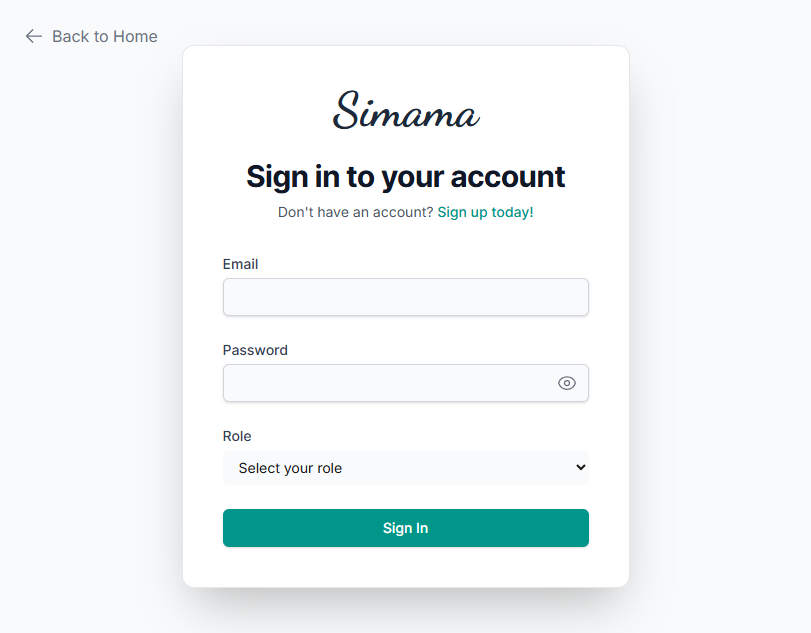 Back to Home
Simama
Sign in to your account
Don't have an account? Sign up today!
Email
Password
Role
Select your role
Sign In